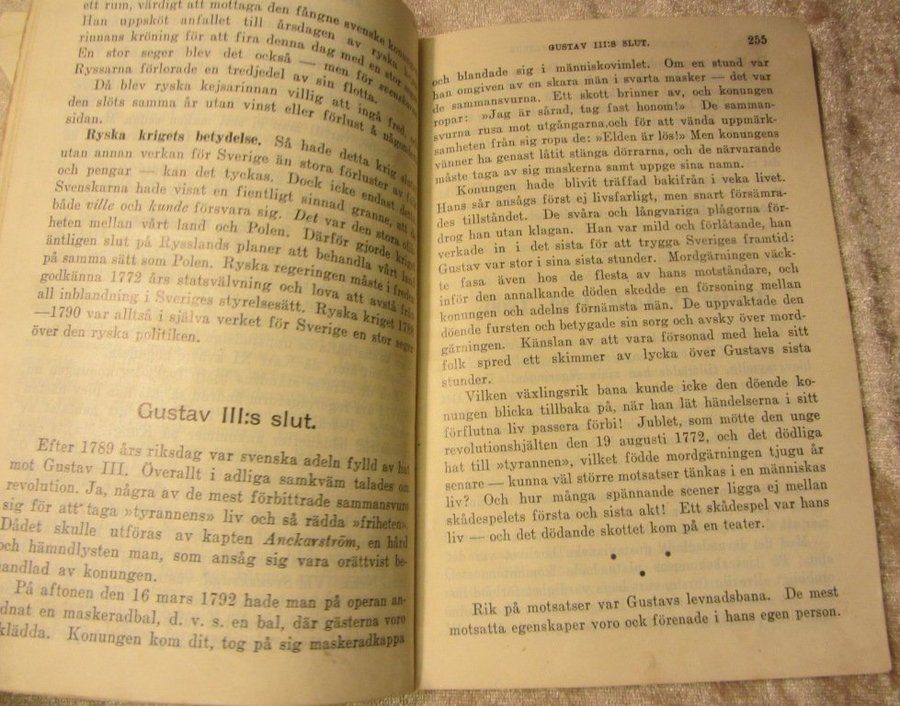 ett rum, värdigt att mottaga den fångne svenske
Han uppsköt anfallet till årsdagen av ryska
rinnans kröning för att fira denna dag med en stor
En stor seger blev det också — men för svenskarna.
Ryssarna förlorade en tredjedel av sin flotta.
Då blev ryska kejsarinnan villig att ingå fred,
den slöts samma år utan vinst eller förlust å någondera
sidan.
Ryska krigets betydelse. Så hade detta krig slutat
utan annan verkan för Sverige än stora förluster av folk
och pengar — kan det tyckas. Dock icke endast detta.
Svenskarna hade visat en fientligt sinnad granne, att de
både ville och kunde försvara sig. Det var den stora olik-
heten mellan vårt land och Polen. Därför gjorde kriget
äntligen slut på Rysslands planer att behandla vårt land
på samma sätt som Polen. Ryska regeringen måste i freden
godkänna 1772 års statsvälvning och lova att avstå från
all inblandning i Sveriges styrelsesätt. Ryska kriget 1788
—1790 var alltså i själva verket för Sverige en stor seger
över den ryska politiken.
Gustav III:s slut.
Efter 1789 års riksdag var svenska adeln fylld av hat
mot Gustav III. Överallt i adliga samkväm talades om
revolution. Ja, några av de mest förbittrade sammansvuro
sig för att taga »tyrannens» liv och så rädda »friheten».
Dådet skulle utföras av kapten Anckarström, en hård
och hämndlysten man, som ansåg sig vara orättvist be-
handlad av konungen.
På aftonen den 16 mars 1792 hade man på operan an-
ordnat en maskeradbal, d. v. s. en bal, där gästerna voro
klädda. Konungen kom dit, tog på sig maskeradkappa
GUSTAV III:S SLUT. 255
och blandade sig i människovimlet. Om en stund var
han omgiven av en skara män i svarta masker — det var
de sammansvurna. Ett skott brinner av, och konungen
ropar: »Jag är sårad, tag fast honom!» De samman-
svurna rusa mot utgångarna, och för att vända uppmärk-
samheten från sig ropa de: »Elden är lös!» Men konungens
vänner ha genast låtit stänga dörrarna, och de närvarande
måste taga av sig maskerna samt uppge sina namn.
Konungen hade blivit träffad bakifrån i veka livet.
Hans sår ansågs först ej livsfarligt, men snart försämra-
des tillståndet. De svåra och långvariga plågorna för-
drog han utan klagan. Han var mild och förlåtande, han
verkade in i det sista för att trygga Sveriges framtid:
Gustav var stor i sina sista stunder. Mordgärningen väck-
te fasa även hos de flesta av hans motståndare, och
inför den annalkande döden skedde en försoning mellan
konungen och adelns förnämsta män. De uppvaktade den
döende fursten och betygade sin sorg och avsky över mord-
gärningen. Känslan av att vara försonad med hela sitt
folk spred ett skimmer av lycka över Gustavs sista
stunder.
Vilken växlingsrik bana kunde icke den döende ko-
nungen blicka tillbaka på, när han lät händelserna i sitt
förflutna liv passera förbi! Jublet, som mötte den unge
revolutionshjälten den 19 augusti 1772, och det dödliga
hat till »tyrannen», vilket födde mordgärningen tjugu år
senare — kunna väl större motsatser tänkas i en människas
liv? Och hur många spännande scener ligga ej mellan
skådespelets första och sista akt! Ett skådespel var hans
liv — och det dödande skottet kom på en teater.
Rik på motsatser var Gustavs levnadsbana. De mest
motsatta egenskaper voro ock förenade i hans egen person.